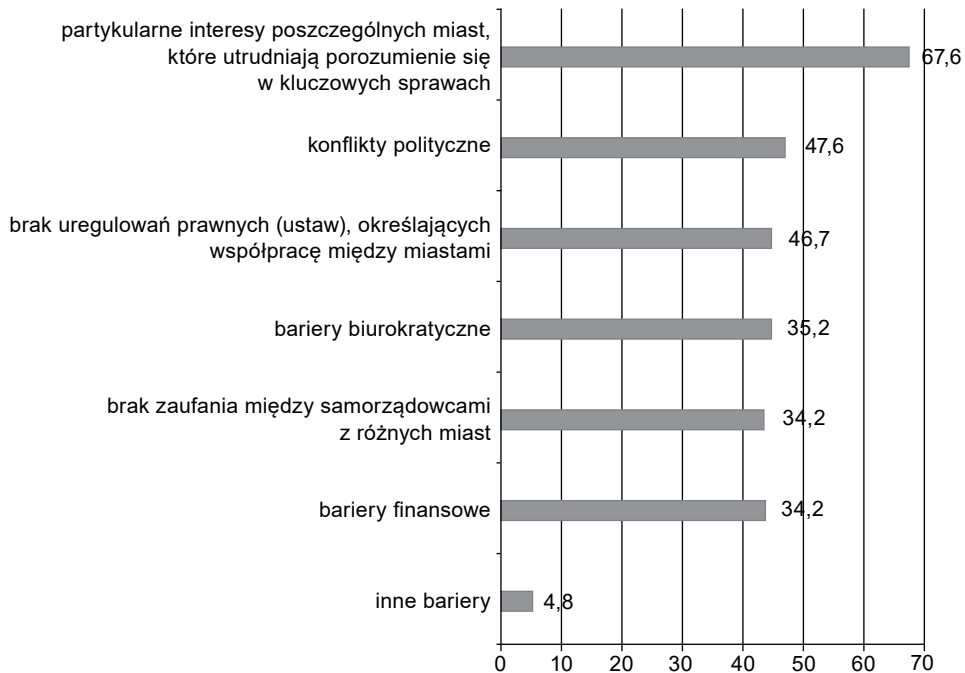 partykularne interesy poszczególnych miast,
które utrudniają porozumienie się
w kluczowych sprawach
67,6
konflikty polityczne
47,6
brak uregulowań prawnych (ustaw), określających
współpracę między miastami
46,7
bariery biurokratyczne
35,2
brak zaufania między samorządowcami
z różnych miast
34,2
bariery finansowe
34,2
inne bariery
4,8
0 10 20 30 40 50 60 70